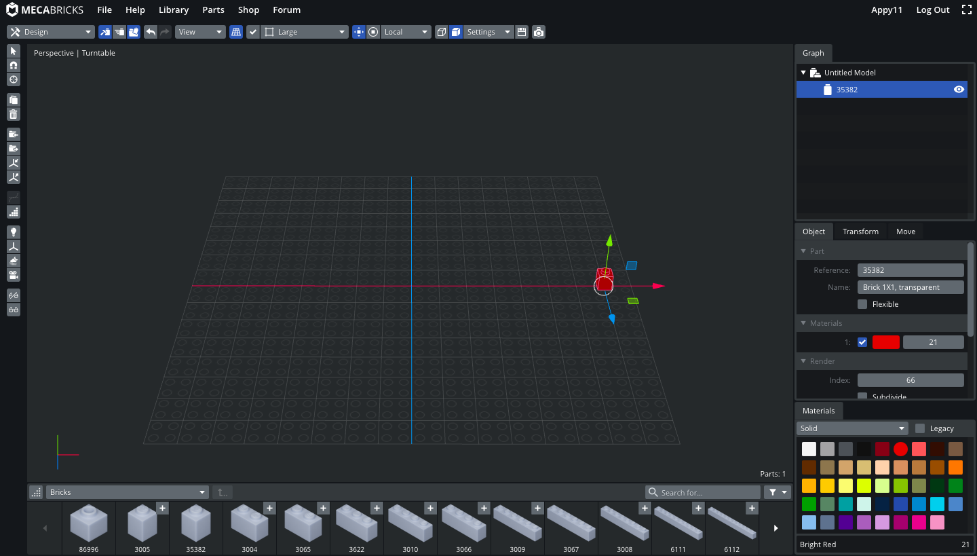 MECABRICKS File Help Library Parts Shop Forum Appy11 Log Out
Design View Large Local Settings
Perspective | Turntable
Graph
Untitled Model
35382
Object Transform Move
Part
Reference: 35382
Name: Brick 1X1, transparent
Flexible
Materials
1: 21
Render
Index: 66
Subdivide
Materials
Solid Legacy
Parts: 1
Bricks Search for...
86996 3005 35382 3004 3065 3622 3010 3066 3009 3067 3008 6111 6112
Bright Red 21